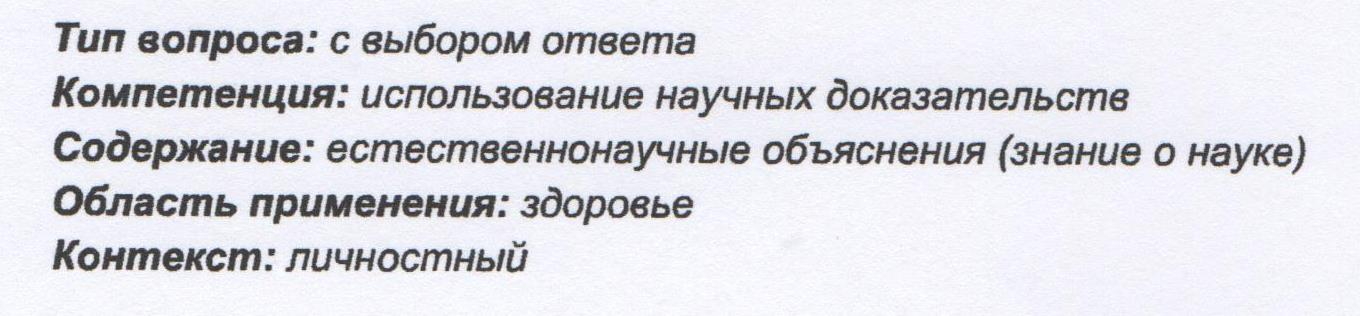 Тип вопроса: с выбором ответа
Компетенция: использование научных доказательств
Содержание: естественнонаучные объяснения (знание о науке)
Область применения: здоровье
Контекст: личностный